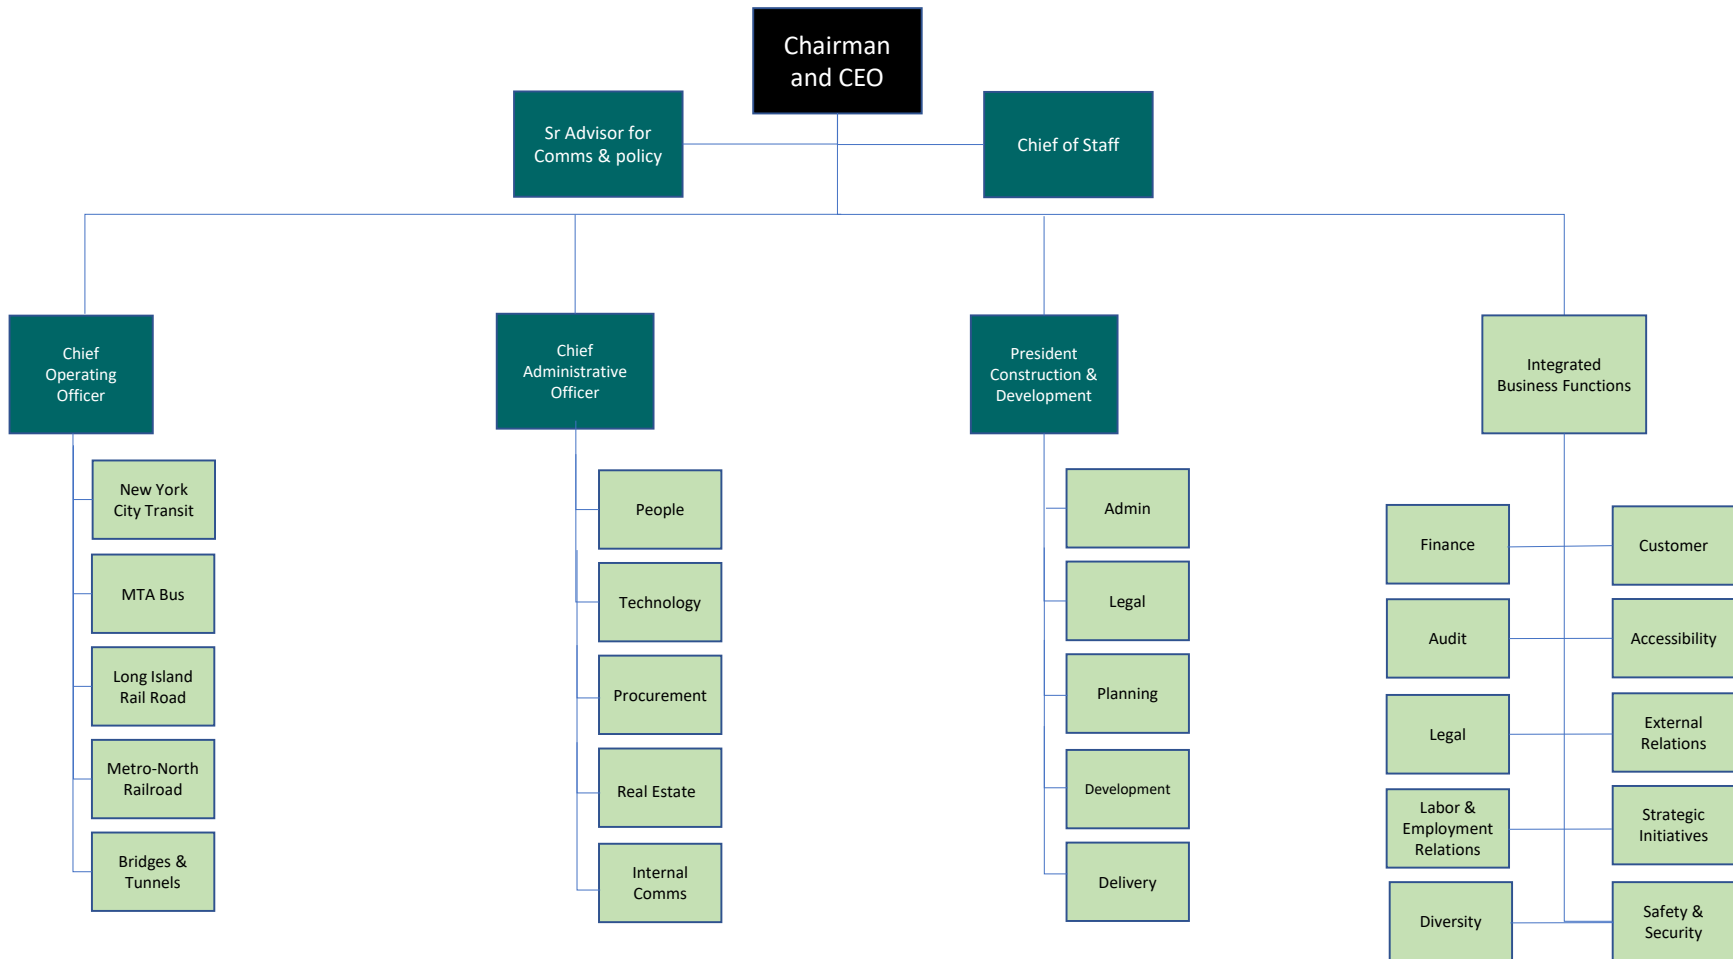 Chairman
and CEO
Sr Advisor for
Comms & policy
Chief of Staff
Chief
Operating
Officer
Chief
Administrative
Officer
President
Construction &
Development
Integrated
Business Functions
New York
City Transit
MTA Bus
Long Island
Rail Road
Metro-North
Railroad
Bridges &
Tunnels
People
Technology
Procurement
Real Estate
Internal
Comms
Admin
Legal
Planning
Development
Delivery
Finance
Customer
Audit
Accessibility
Legal
External
Relations
Labor &
Employment
Relations
Strategic
Initiatives
Diversity
Safety &
Security